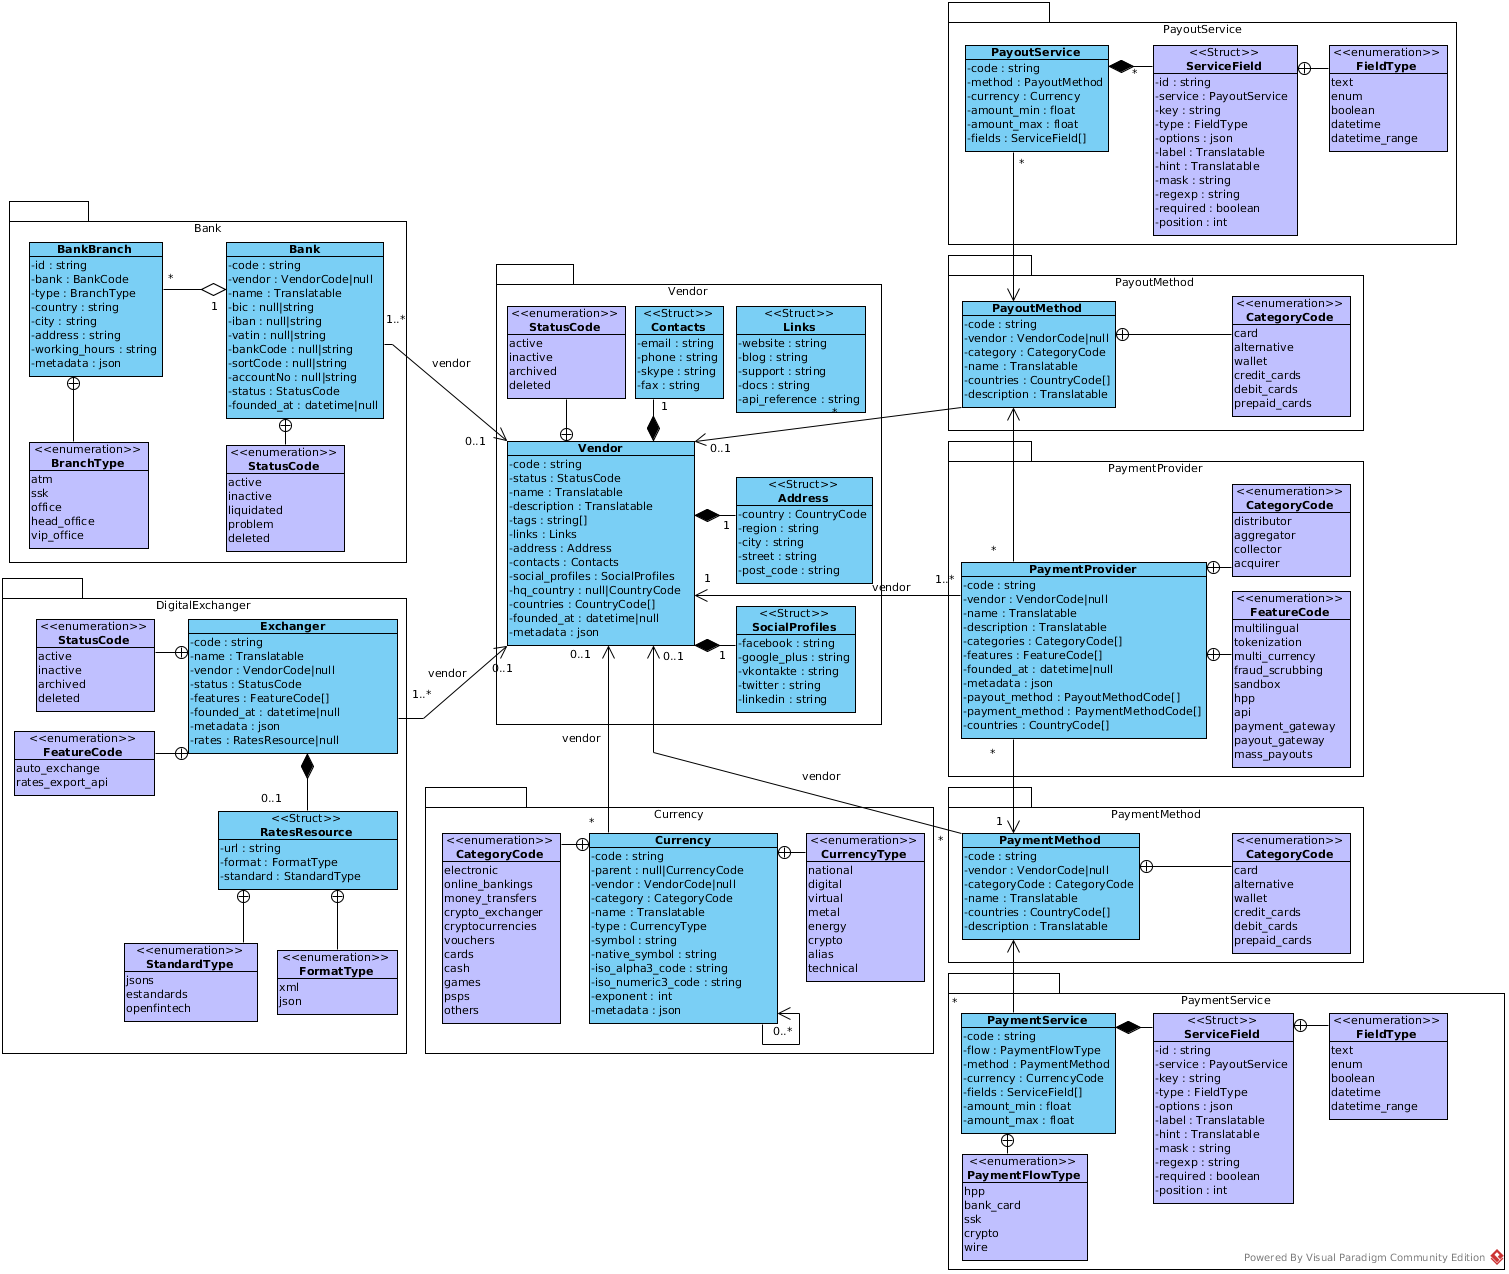 PayoutService
PayoutService
-code : string
-method : PayoutMethod
-currency : Currency
-amount_min : float
-amount_max : float
-fields : ServiceField[]
*
*
<<Struct>>
ServiceField
-id : string
-service : PayoutService
-key : string
-type : FieldType
-options : json
-label : Translatable
-hint : Translatable
-mask : string
-regexp : string
-required : boolean
-position : int
<<enumeration>>
FieldType
text
enum
boolean
datetime
datetime_range
Bank
BankBranch
-id : string
-bank : BankCode
-type : BranchType
-country : string
-city : string
-address : string
-working_hours : string
-metadata : json
*
1
Bank
-code : string
-vendor : VendorCode|null
-name : Translatable
-bic : null|string
-iban : null|string
-vatin : null|string
-bankCode : null|string
-sortCode : null|string
-accountNo : null|string
-status : StatusCode
-founded_at : datetime|null
1..*
vendor
0..1
<<enumeration>>
BranchType
atm
ssk
office
head_office
vip_office
<<enumeration>>
StatusCode
active
inactive
liquidated
problem
deleted
Vendor
<<enumeration>>
StatusCode
active
inactive
archived
deleted
<<Struct>>
Contacts
-email : string
-phone : string
-skype : string
-fax : string
1
<<Struct>>
Links
-website : string
-blog : string
-support : string
-docs : string
-api_reference : string
*
0..1
Vendor
-code : string
-status : StatusCode
-name : Translatable
-description : Translatable
-tags : string[]
-links : Links
-address : Address
-contacts : Contacts
-social_profiles : SocialProfiles
-hq_country : null|CountryCode
-countries : CountryCode[]
-founded_at : datetime|null
-metadata : json
<<Struct>>
Address
-country : CountryCode
-region : string
-city : string
-street : string
-post_code : string
1
1
vendor
1..*
<<Struct>>
SocialProfiles
-facebook : string
-google_plus : string
-vkontakte : string
-twitter : string
-linkedin : string
1
0..1
0..1
0..1
PayoutMethod
PayoutMethod
-code : string
-vendor : VendorCode|null
-category : CategoryCode
-name : Translatable
-countries : CountryCode[]
-description : Translatable
<<enumeration>>
CategoryCode
card
alternative
wallet
credit_cards
debit_cards
prepaid_cards
PaymentProvider
*
PaymentProvider
-code : string
-vendor : VendorCode|null
-name : Translatable
-description : Translatable
-categories : CategoryCode[]
-features : FeatureCode[]
-founded_at : datetime|null
-metadata : json
-payout_method : PayoutMethodCode[]
-payment_method : PaymentMethodCode[]
-countries : CountryCode[]
*
<<enumeration>>
CategoryCode
distributor
aggregator
collector
acquirer
<<enumeration>>
FeatureCode
multilingual
tokenization
multi_currency
fraud_scrubbing
sandbox
hpp
api
payment_gateway
payout_gateway
mass_payouts
DigitalExchanger
<<enumeration>>
StatusCode
active
inactive
archived
deleted
<<enumeration>>
FeatureCode
auto_exchange
rates_export_api
Exchanger
-code : string
-name : Translatable
-vendor : VendorCode|null
-status : StatusCode
-features : FeatureCode[]
-founded_at : datetime|null
-metadata : json
-rates : RatesResource|null
vendor
1..*
0..1
<<Struct>>
RatesResource
-url : string
-format : FormatType
-standard : StandardType
<<enumeration>>
StandardType
jsons
estandards
openfintech
<<enumeration>>
FormatType
xml
json
vendor
vendor
Currency
*
<<enumeration>>
CategoryCode
electronic
online_bankings
money_transfers
crypto_exchanger
cryptocurrencies
vouchers
cards
cash
games
psps
others
Currency
-code : string
-parent : null|CurrencyCode
-vendor : VendorCode|null
-category : CategoryCode
-name : Translatable
-type : CurrencyType
-symbol : string
-native_symbol : string
-iso_alpha3_code : string
-iso_numeric3_code : string
-exponent : int
-metadata : json
0..*
<<enumeration>>
CurrencyType
national
digital
virtual
metal
energy
crypto
alias
technical
PaymentMethod
1
*
PaymentMethod
-code : string
-vendor : VendorCode|null
-categoryCode : CategoryCode
-name : Translatable
-countries : CountryCode[]
-description : Translatable
<<enumeration>>
CategoryCode
card
alternative
wallet
credit_cards
debit_cards
prepaid_cards
PaymentService
*
PaymentService
-code : string
-flow : PaymentFlowType
-method : PaymentMethod
-currency : CurrencyCode
-fields : ServiceField[]
-amount_min : float
-amount_max : float
<<Struct>>
ServiceField
-id : string
-service : PayoutService
-key : string
-type : FieldType
-options : json
-label : Translatable
-hint : Translatable
-mask : string
-regexp : string
-required : boolean
-position : int
<<enumeration>>
FieldType
text
enum
boolean
datetime
datetime_range
<<enumeration>>
PaymentFlowType
hpp
bank_card
ssk
crypto
wire
Powered By Visual Paradigm Community Edition